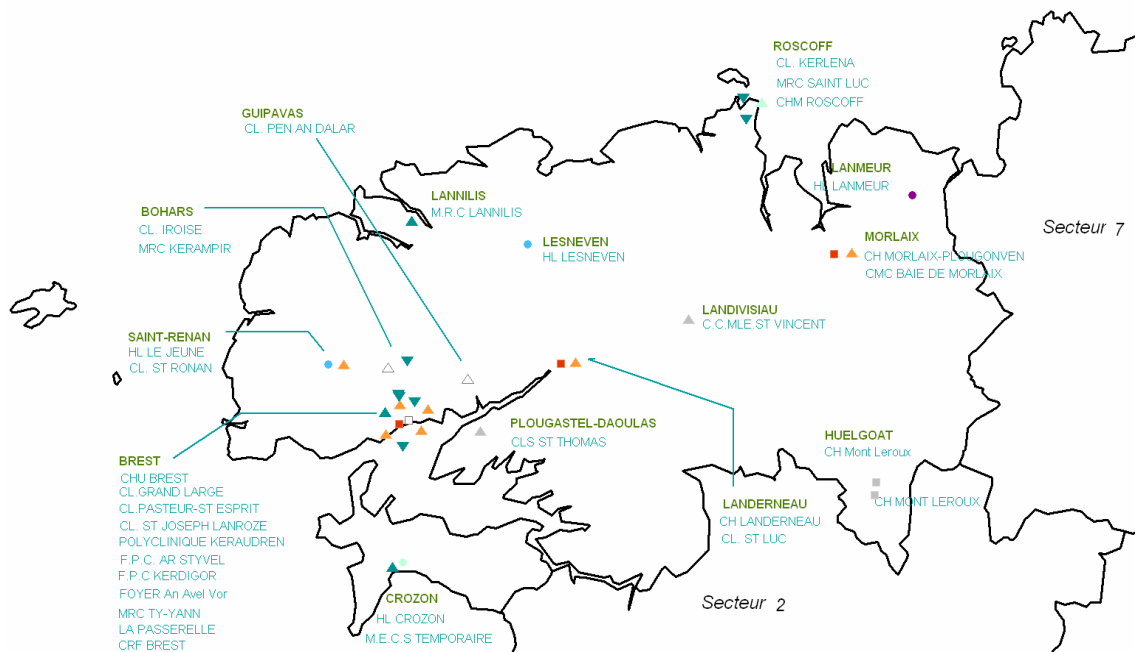 ROSCOFF
CL. KERLENA
MRC SAINT LUC
CHM ROSCOFF
GUIPAVAS
CL. PEN AN DALAR
LANMEUR
HL LANMEUR
LANNILIS
M.R.C LANNILIS
BOHARS
CL. IROISE
MRC KERAMPIR
Secteur 7
LESNEVEN
HL LESNEVEN
MORLAIX
CH MORLAIX-PLOUGONVEN
CMC BAIE DE MORLAIX
LANDIVISIAU
C.C.MLE.ST VINCENT
SAINT-RENAN
HL LE JEUNE
CL. ST RONAN
PLOUGASTEL-DAOULAS
CLS ST THOMAS
HUELGOAT
CH Mont Leroux
CH MONT LEROUX
BREST
CHU BREST
CL.GRAND LARGE
CL.PASTEUR-ST ESPRIT
CL. ST JOSEPH LANROZE
POLYCLINIQUE KERAUDREN
F.P.C. AR STYVEL
F.P.C KERDIGOR
FOYER An Avel Vor
MRC TY-YANN
LA PASSERELLE
CRF BREST
LANDERNEAU
CH LANDERNEAU
CL. ST LUC
CROZON
HL CROZON
M.E.C.S TEMPORAIRE
Secteur 2